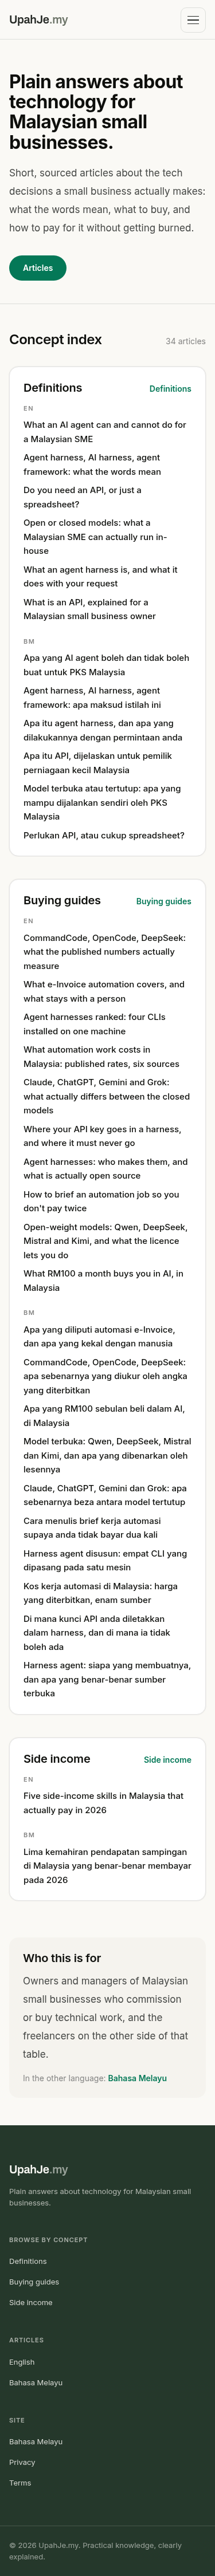 UpahJe.my
Plain answers about
technology for
Malaysian small
businesses.
Short, sourced articles about the tech
decisions a small business actually makes:
what the words mean, what to buy, and
how to pay for it without getting burned.
Articles
Concept index
34 articles
Definitions
Definitions
EN
What an AI agent can and cannot do for
a Malaysian SME
Agent harness, AI harness, agent
framework: what the words mean
Do you need an API, or just a
spreadsheet?
Open or closed models: what a
Malaysian SME can actually run in-
house
What an agent harness is, and what it
does with your request
What is an API, explained for a
Malaysian small business owner
BM
Apa yang AI agent boleh dan tidak boleh
buat untuk PKS Malaysia
Agent harness, AI harness, agent
framework: apa maksud istilah ini
Apa itu agent harness, dan apa yang
dilakukannya dengan permintaan anda
Apa itu API, dijelaskan untuk pemilik
perniagaan kecil Malaysia
Model terbuka atau tertutup: apa yang
mampu dijalankan sendiri oleh PKS
Malaysia
Perlukan API, atau cukup spreadsheet?
Buying guides
Buying guides
EN
CommandCode, OpenCode, DeepSeek:
what the published numbers actually
measure
What e-Invoice automation covers, and
what stays with a person
Agent harnesses ranked: four CLIs
installed on one machine
What automation work costs in
Malaysia: published rates, six sources
Claude, ChatGPT, Gemini and Grok:
what actually differs between the closed
models
Where your API key goes in a harness,
and where it must never go
Agent harnesses: who makes them, and
what is actually open source
How to brief an automation job so you
don't pay twice
Open-weight models: Qwen, DeepSeek,
Mistral and Kimi, and what the licence
lets you do
What RM100 a month buys you in AI, in
Malaysia
BM
Apa yang diliputi automasi e-Invoice,
dan apa yang kekal dengan manusia
CommandCode, OpenCode, DeepSeek:
apa sebenarnya yang diukur oleh angka
yang diterbitkan
Apa yang RM100 sebulan beli dalam AI,
di Malaysia
Model terbuka: Qwen, DeepSeek, Mistral
dan Kimi, dan apa yang dibenarkan oleh
lesennya
Claude, ChatGPT, Gemini dan Grok: apa
sebenarnya beza antara model tertutup
Cara menulis brief kerja automasi
supaya anda tidak bayar dua kali
Harness agent disusun: empat CLI yang
dipasang pada satu mesin
Kos kerja automasi di Malaysia: harga
yang diterbitkan, enam sumber
Di mana kunci API anda diletakkan
dalam harness, dan di mana ia tidak
boleh ada
Harness agent: siapa yang membuatnya,
dan apa yang benar-benar sumber
terbuka
Side income
Side income
EN
Five side-income skills in Malaysia that
actually pay in 2026
BM
Lima kemahiran pendapatan sampingan
di Malaysia yang benar-benar membayar
pada 2026
Who this is for
Owners and managers of Malaysian
small businesses who commission
or buy technical work, and the
freelancers on the other side of that
table.
In the other language: Bahasa Melayu
UpahJe.my
Plain answers about technology for Malaysian small
businesses.
BROWSE BY CONCEPT
Definitions
Buying guides
Side income
ARTICLES
English
Bahasa Melayu
SITE
Bahasa Melayu
Privacy
Terms
© 2026 UpahJe.my. Practical knowledge, clearly
explained.